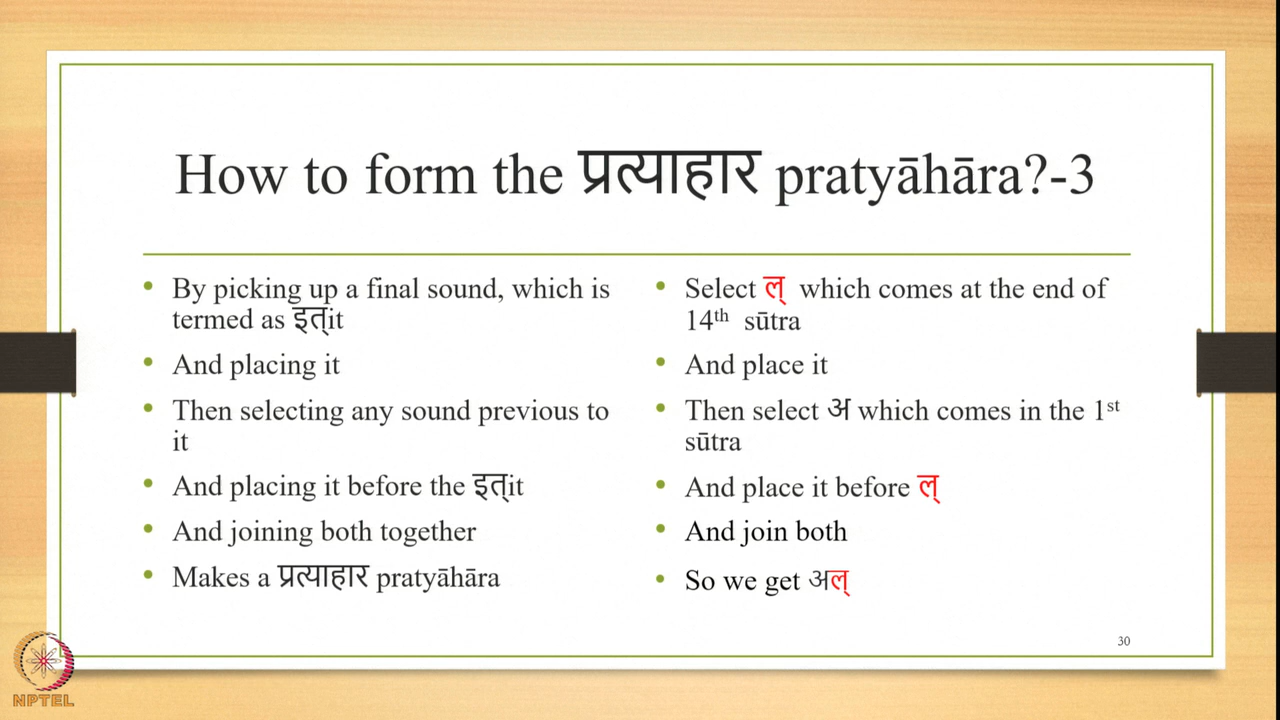 How to form the प्रत्याहार pratyāhāra?-3
• By picking up a final sound, which is
termed as इत्it
• And placing it
• Then selecting any sound previous to
it
• And placing it before the इत्it
• And joining both together
• Makes a प्रत्याहार pratyāhāra
• Select ल् which comes at the end of
14th sūtra
• And place it
• Then select अ which comes in the 1st
sūtra
• And place it before ल्
• And join both
• So we get अल्
30
NPTEL